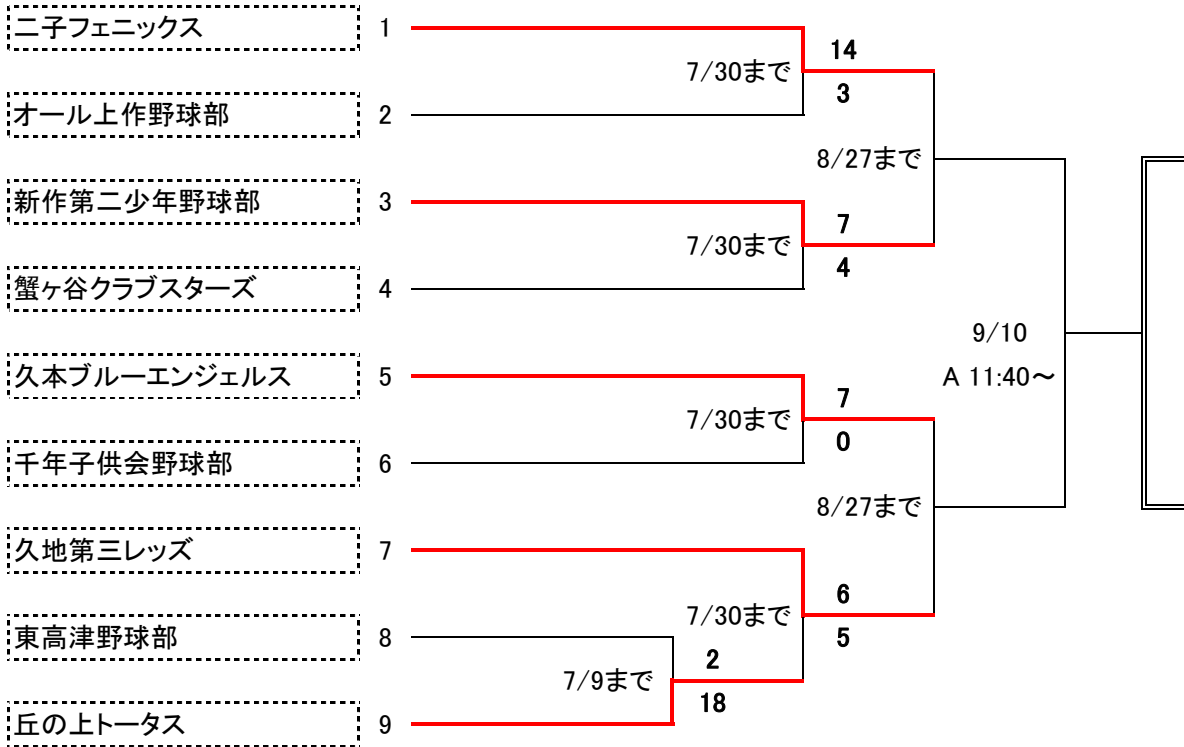 二子フェニックス 1
14
7/30まで
3
オール上作野球部 2
8/27まで
新作第二少年野球部 3
7
7/30まで
4
蟹ヶ谷クラブスターズ 4
9/10
A 11:40～
久本ブルーエンジェルス 5
7
7/30まで
0
千年子供会野球部 6
8/27まで
久地第三レッズ 7
6
7/30まで
5
東高津野球部 8
2
7/9まで
18
丘の上トータス 9